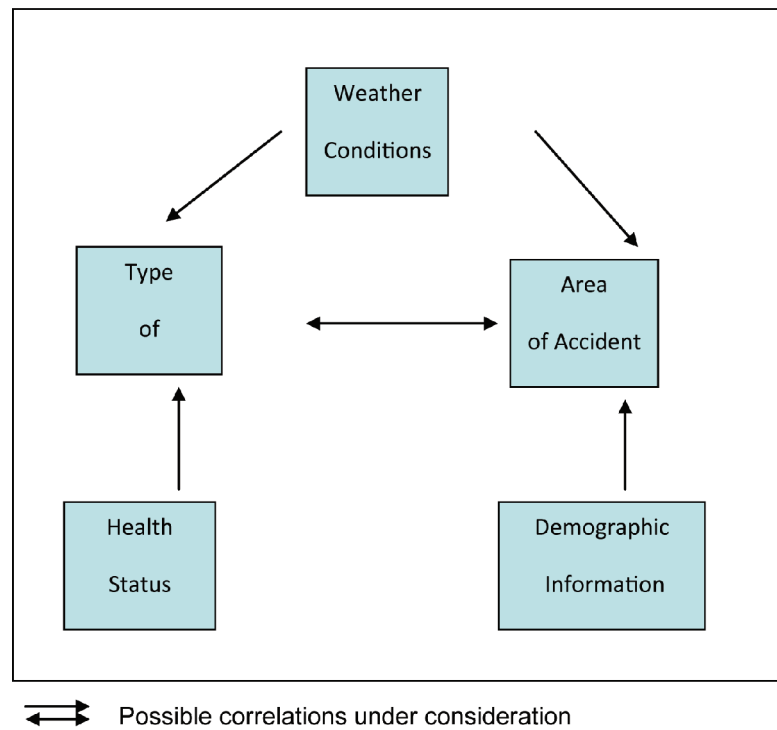 Weather
Conditions
Type
of
Area
of Accident
Health
Status
Demographic
Information
Possible correlations under consideration